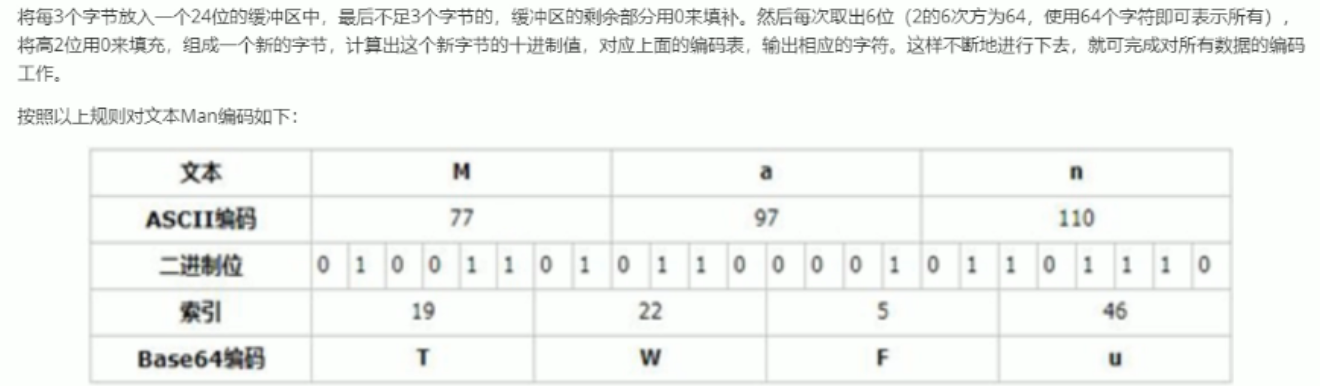 将每3个字节放入一个24位的缓冲区中，最后不足3个字节的，缓冲区的剩余部分用0来填补。然后每次取出6位（2的6次方为64，使用64个字符即可表示所有），
将高2位用0来填充，组成一个新的字节，计算出这个新字节的十进制值，对应上面的编码表，输出相应的字符。这样不断地进行下去，就可完成对所有数据的编码
工作。
按照以上规则对文本Man编码如下：
文本 M a n
ASCII编码 77 97 110
二进制位 0 1 0 0 1 1 0 1 0 1 1 0 0 0 0 1 0 1 1 0 1 1 1 0
索引 19 22 5 46
Base64编码 T W F u